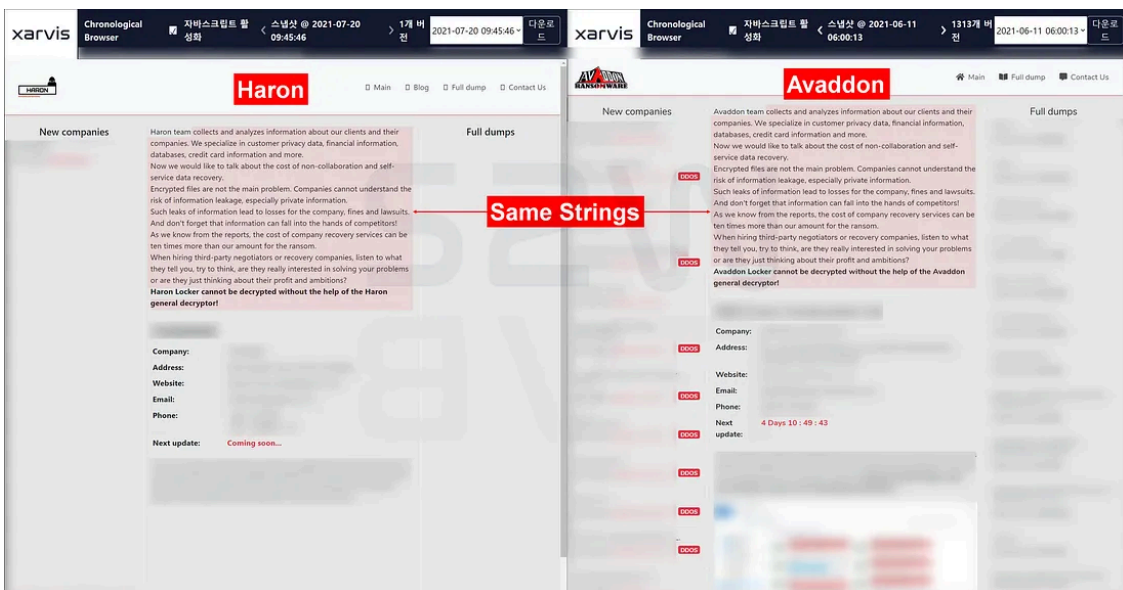 xarvis
Chronological
Browser
자바스크립트 활
성화
스냅샷 @ 2021-07-20
09:45:46
1개 버
전
2021-07-20 09:45:46
다운로
드
HARON
Haron
Main
Blog
Full dump
Contact Us
New companies
Haron team collects and analyzes information about our clients and their
companies. We specialize in customer privacy data, financial information,
databases, credit card information and more.
Now we would like to talk about the cost of non-collaboration and self-
service data recovery.
Encrypted files are not the main problem. Companies cannot understand the
risk of information leakage, especially private information.
Such leaks of information lead to losses for the company, fines and lawsuits.
And don't forget that information can fall into the hands of competitors!
As we know from the reports, the cost of company recovery services can be
ten times more than our amount for the ransom.
When hiring third-party negotiators or recovery companies, listen to what
they tell you, try to think, are they really interested in solving your problems
or are they just thinking about their profit and ambitions?
Haron Locker cannot be decrypted without the help of the Haron
general decryptor!
Company:
Address:
Website:
Email:
Phone:
Next update: Coming soon...
Full dumps
Same Strings
xarvis
Chronological
Browser
자바스크립트 활
성화
스냅샷 @ 2021-06-11
06:00:13
1313개 버
전
2021-06-11 06:00:13
다운로
드
AVADDON
RANSOMWARE
Avaddon
Main
Full dump
Contact Us
New companies
DDOS
DDOS
DDOS
DDOS
DDOS
DDOS
DDOS
DDOS
Avaddon team collects and analyzes information about our clients and their
companies. We specialize in customer privacy data, financial information,
databases, credit card information and more.
Now we would like to talk about the cost of non-collaboration and self-
service data recovery.
Encrypted files are not the main problem. Companies cannot understand the
risk of information leakage, especially private information.
Such leaks of information lead to losses for the company, fines and lawsuits.
And don't forget that information can fall into the hands of competitors!
As we know from the reports, the cost of company recovery services can be
ten times more than our amount for the ransom.
When hiring third-party negotiators or recovery companies, listen to what
they tell you, try to think, are they really interested in solving your problems
or are they just thinking about their profit and ambitions?
Avaddon Locker cannot be decrypted without the help of the Avaddon
general decryptor!
Company:
Address:
Website:
Email:
Phone:
Next 4 Days 10 : 49 : 43
update:
Full dumps